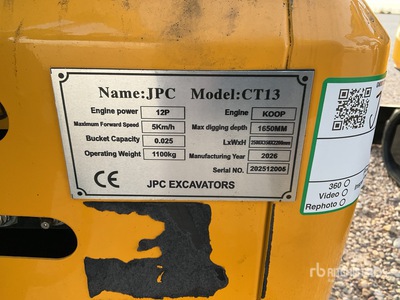 Name:JPC Model:CT13
Engine power 12P Engine KOOP
Maximum Forward Speed 5Km/h Max digging depth 1650MM
Bucket Capacity 0.025 LxWxH
Operating Weight 1100kg Manufacturing Year 2026
Serial NO. 202512005
CE JPC EXCAVATORS
360
Video
Rephoto
rb